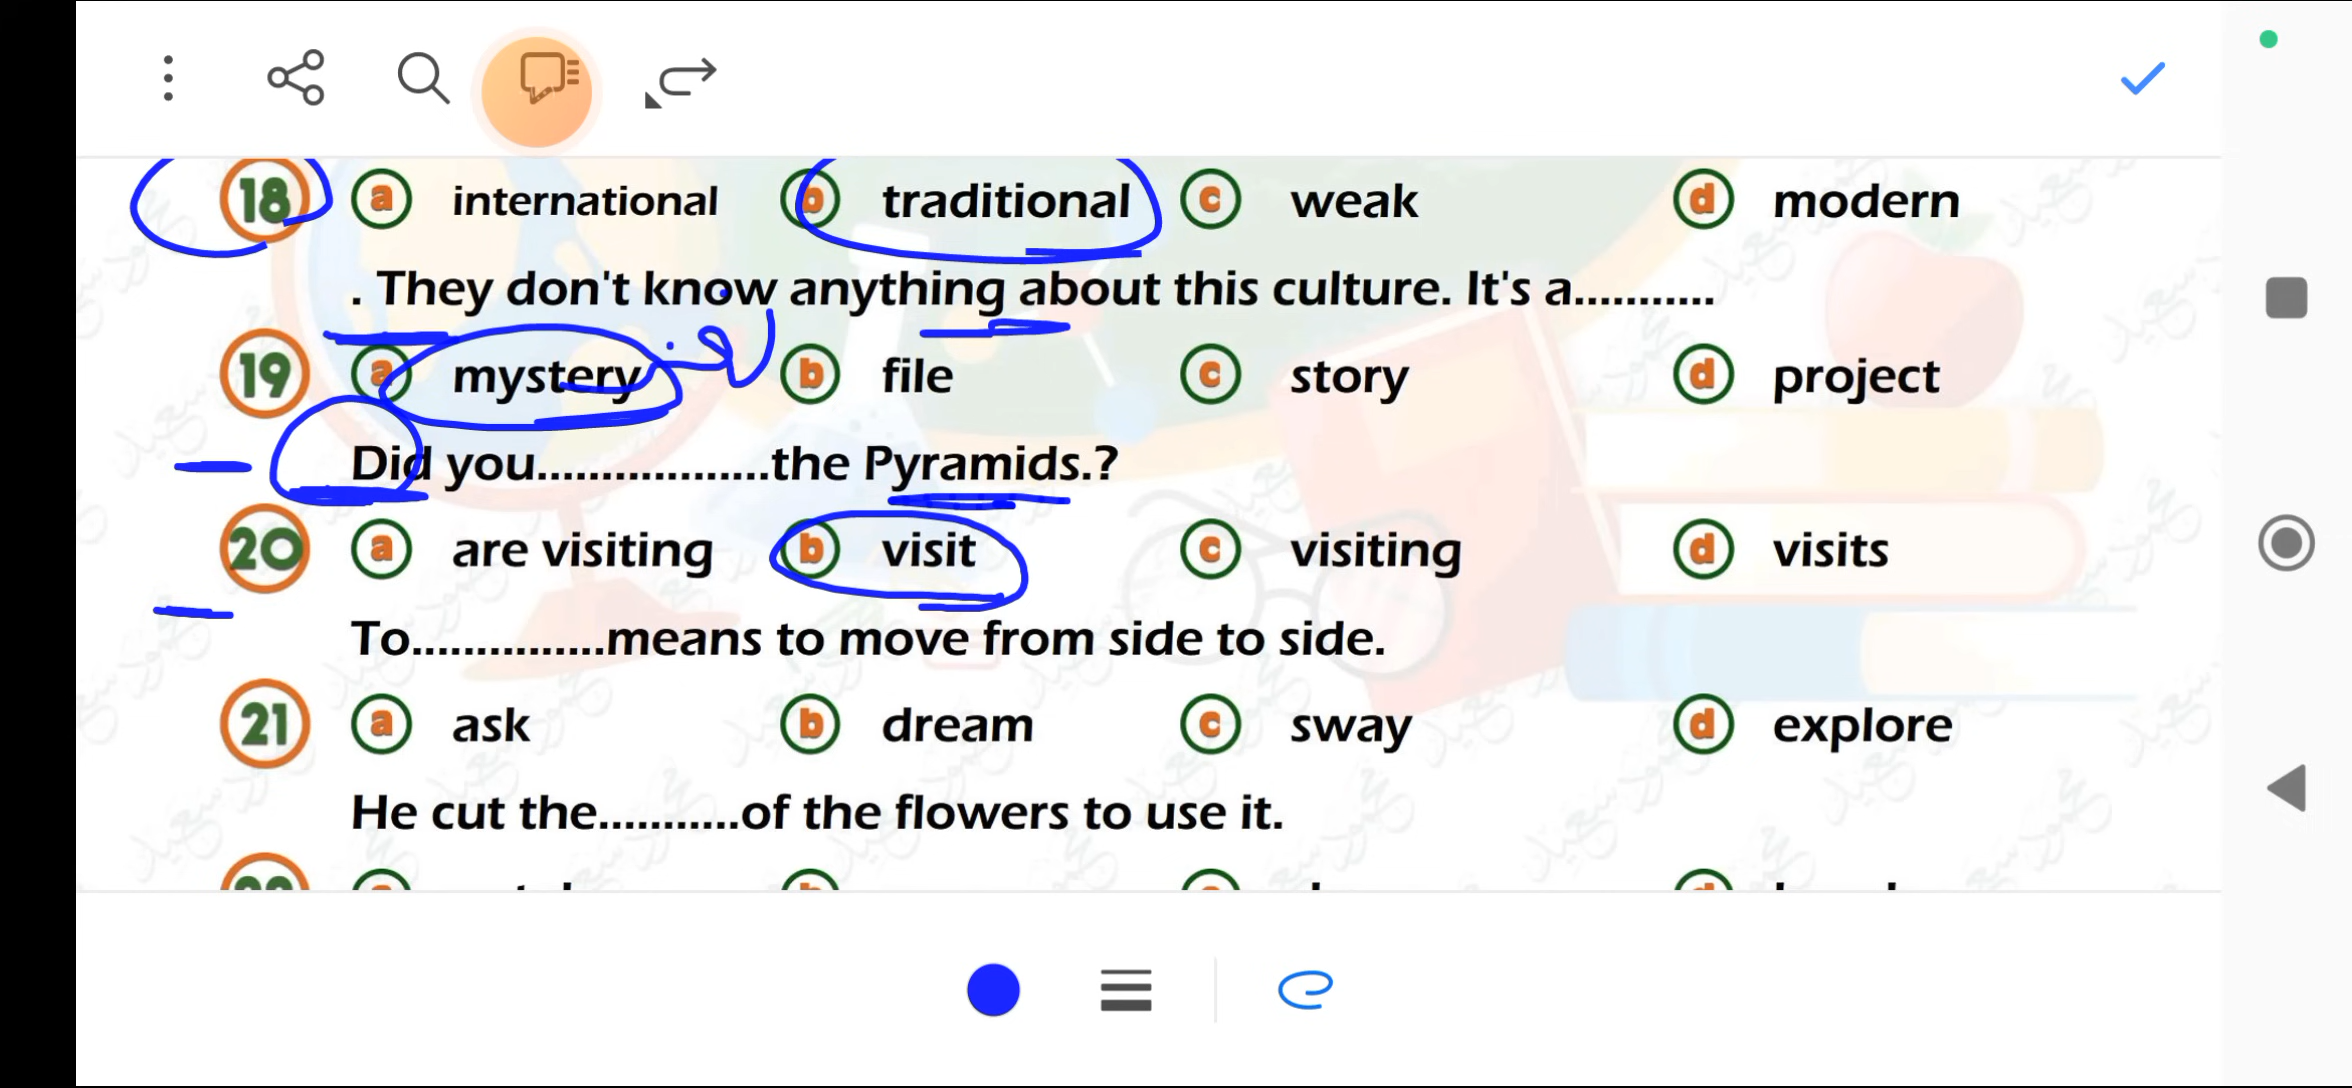 18 a international b traditional c weak d modern
. They don't know anything about this culture. It's a...........
19 a mystery b file c story d project
Did you..................the Pyramids.?
20 a are visiting b visit c visiting d visits
To...............means to move from side to side.
21 a ask b dream c sway d explore
He cut the...........of the flowers to use it.